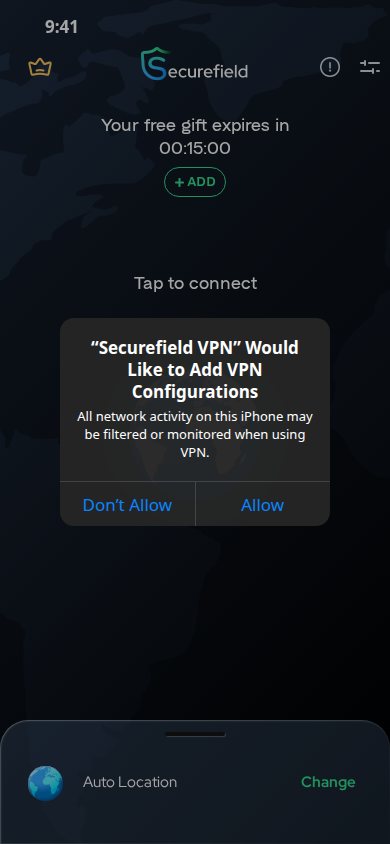 9:41
Securefield
Your free gift expires in
00:15:00
+ ADD
Tap to connect
“Securefield VPN” Would
Like to Add VPN
Configurations
All network activity on this iPhone may
be filtered or monitored when using
VPN.
Don’t Allow
Allow
Auto Location
Change